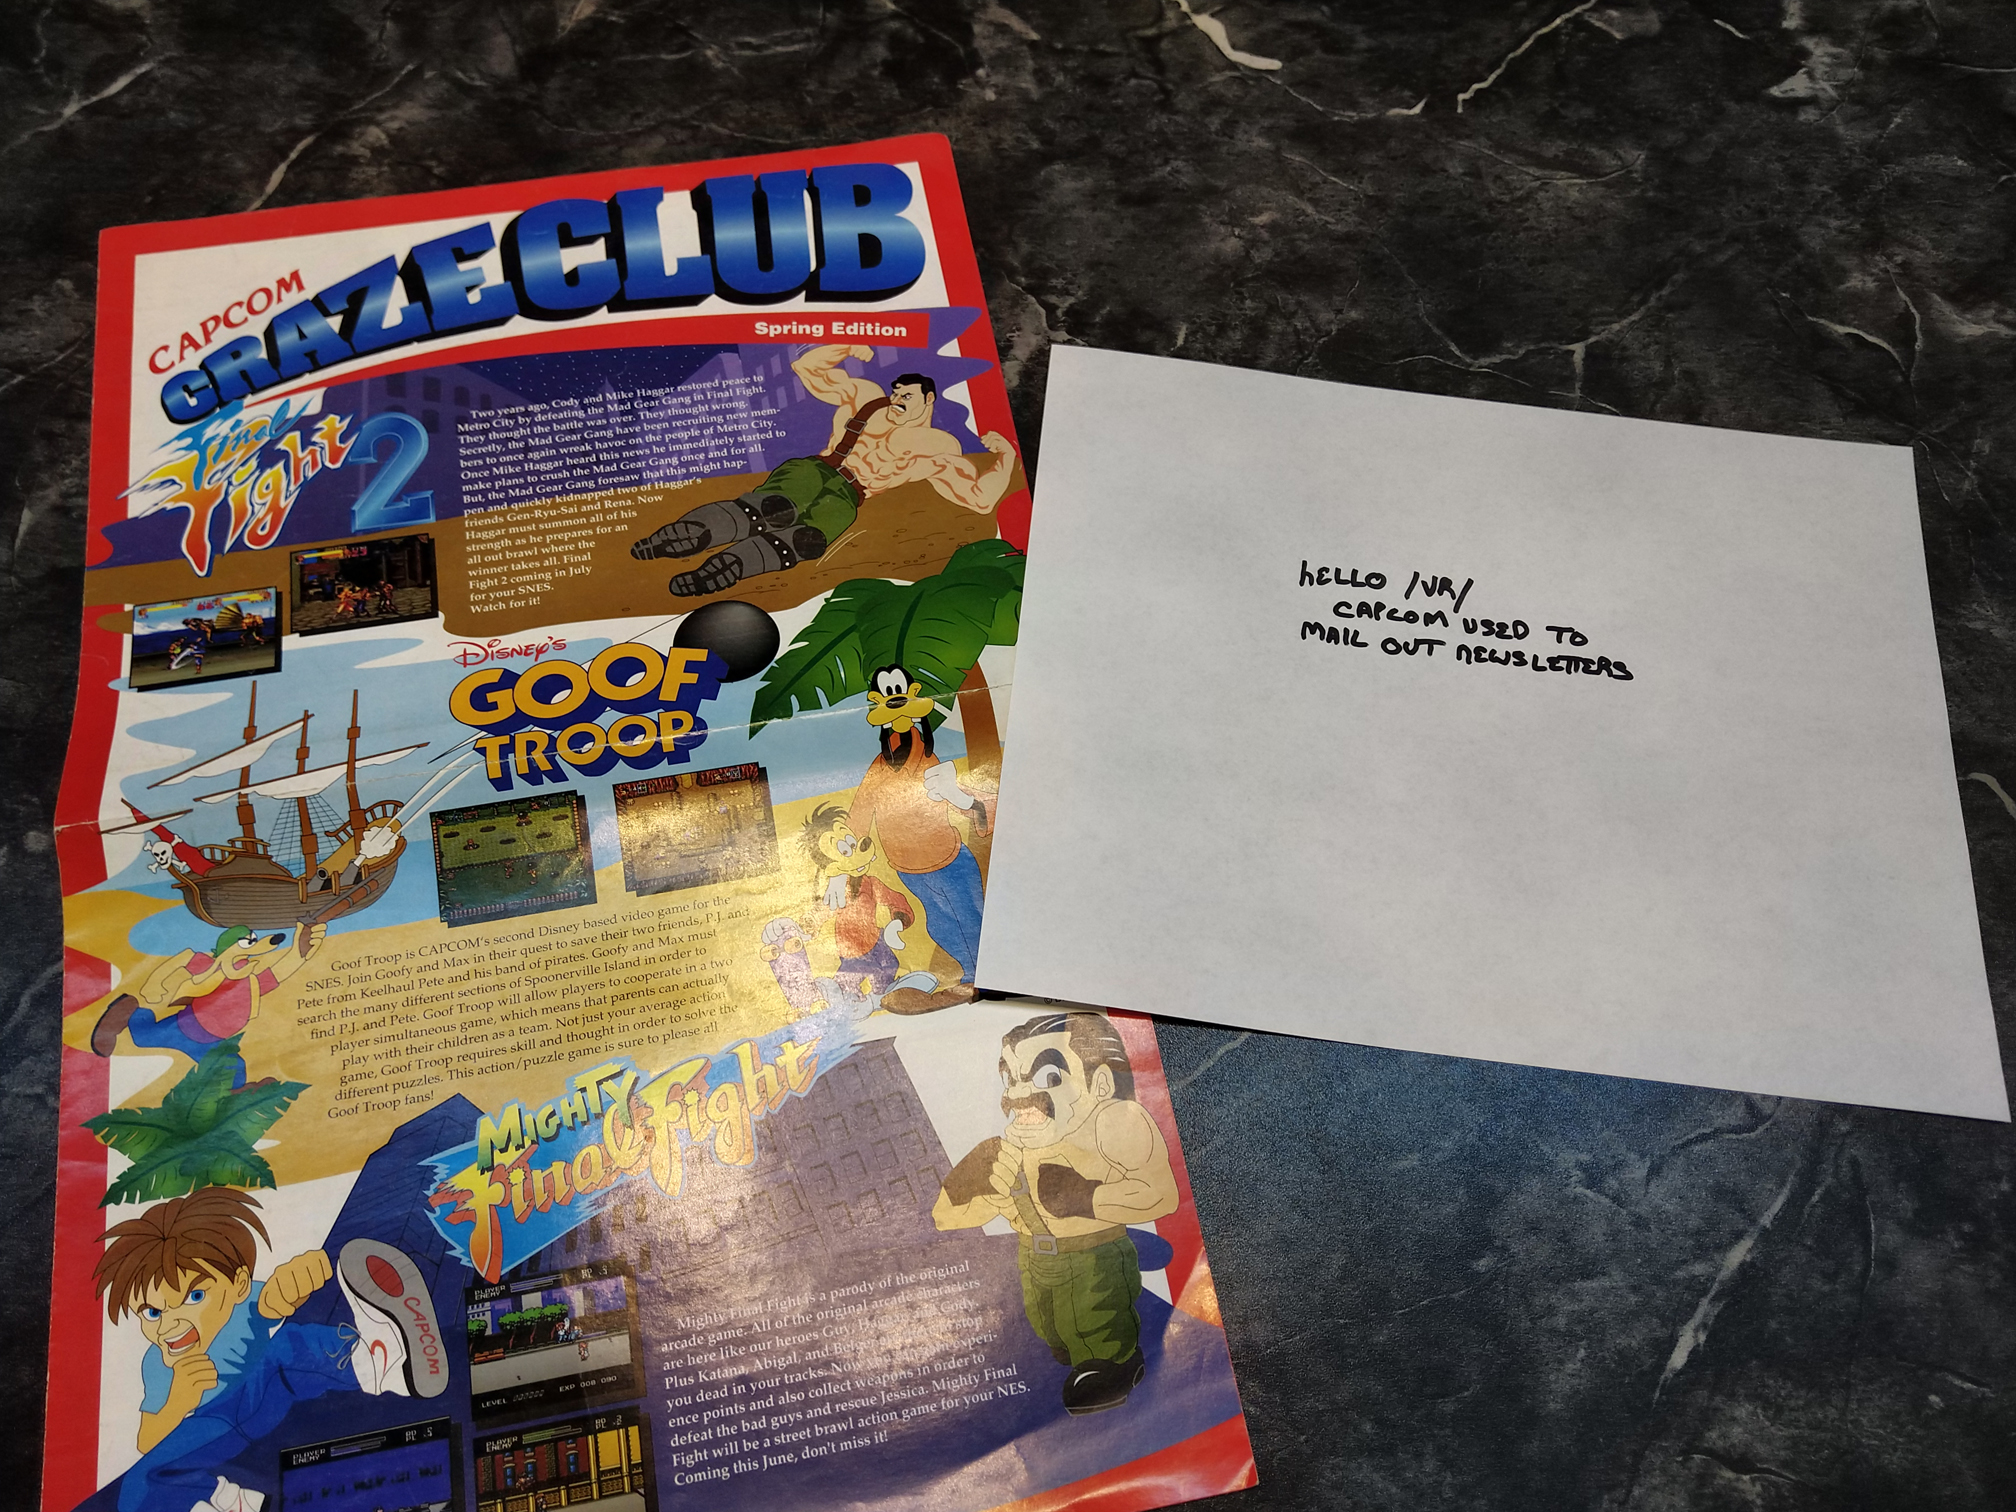 CAPCOM
CRAZE CLUB
Spring Edition
Final
Fight 2
Two years ago, Cody and Mike Haggar restored peace to
Metro City by defeating the Mad Gear Gang in Final Fight.
They thought the battle was over. They thought wrong.
Secretly, the Mad Gear Gang have been recruiting new mem-
bers to once again wreak havoc on the people of Metro City.
Once Mike Haggar heard this news he immediately started to
make plans to crush the Mad Gear Gang once and for all.
But, the Mad Gear Gang foresaw that this might hap-
pen and quickly kidnapped two of Haggar's
friends Gen-Ryu-Sai and Rena. Now
Haggar must summon all of his
strength as he prepares for an
all out brawl where the
winner takes all. Final
Fight 2 coming in July
for your SNES.
Watch for it!
DISNEY'S
GOOF
TROOP
Goof Troop is CAPCOM's second Disney based video game for the
SNES. Join Goofy and Max in their quest to save their two friends, P.J. and
Pete from Keelhaul Pete and his band of pirates. Goofy and Max must
search the many different sections of Spoonerville Island in order to
find P.J. and Pete. Goof Troop will allow players to cooperate in a two
player simultaneous game, which means that parents can actually
play with their children as a team. Not just your average action
game, Goof Troop requires skill and thought in order to solve the
different puzzles. This action/puzzle game is sure to please all
Goof Troop fans!
MIGHTY
Final Fight
CAPCOM
Mighty Final Fight is a parody of the original
arcade game. All of the original arcade characters
are here like our heroes Guy, Cody,
Plus Katana, Abigal, and stop
you dead in your tracks. Now experi-
ence points and also collect weapons in order to
defeat the bad guys and rescue Jessica. Mighty Final
Fight will be a street brawl action game for your NES.
Coming this June, don't miss it!
PLAYER
ENEMY
LEVEL
EXP 008 090
PLAYER
ENEMY
PLAYER
ENEMY
hELLO /VR/
CAPCOM USED TO
MAIL OUT NEWSLETTERS